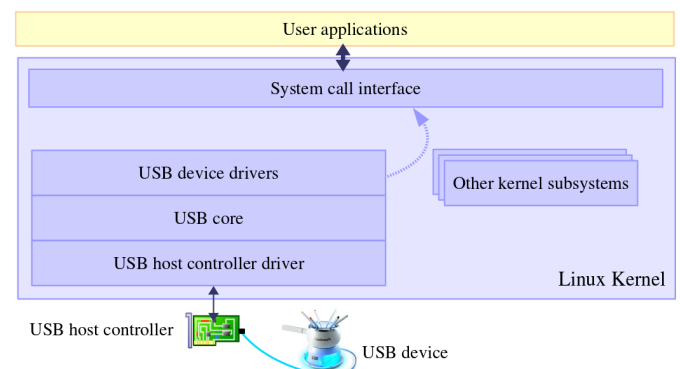 User applications
System call interface
USB device drivers
Other kernel subsystems
USB core
USB host controller driver
Linux Kernel
USB host controller
USB device